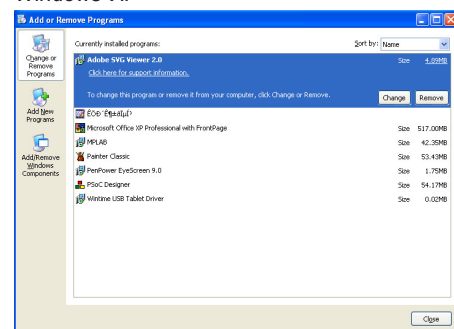 Add or Remove Programs
Change or
Remove
Programs
Add New
Programs
Add/Remove
Windows
Components
Currently installed programs:
Sort by: Name
Adobe SVG Viewer 2.0 Size 4.89MB
Click here for support information.
To change this program or remove it from your computer, click Change or Remove.
Change Remove
Microsoft Office XP Professional with FrontPage Size 517.00MB
MPLAB Size 42.35MB
Painter Classic Size 53.43MB
PenPower EyeScreen 9.0 Size 1.75MB
PSoC Designer Size 54.17MB
Wintime USB Tablet Driver Size 0.02MB
Close